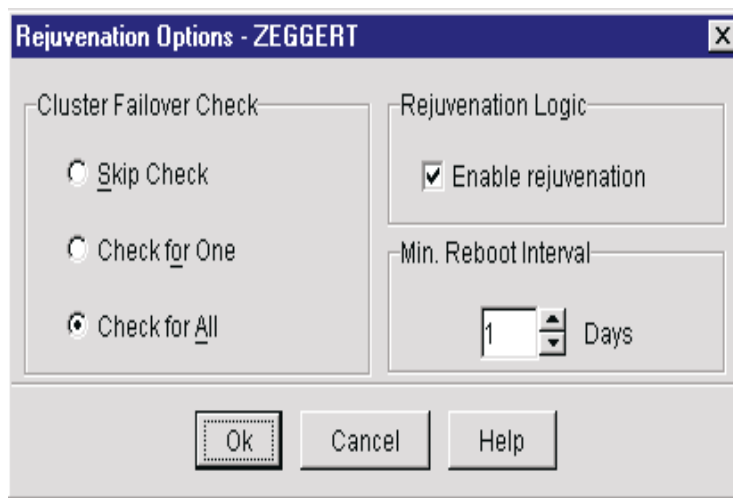 Rejuvenation Options - ZEGGERT
Cluster Failover Check
Skip Check
Check for One
Check for All
Rejuvenation Logic
Enable rejuvenation
Min. Reboot Interval
1 Days
Ok Cancel Help